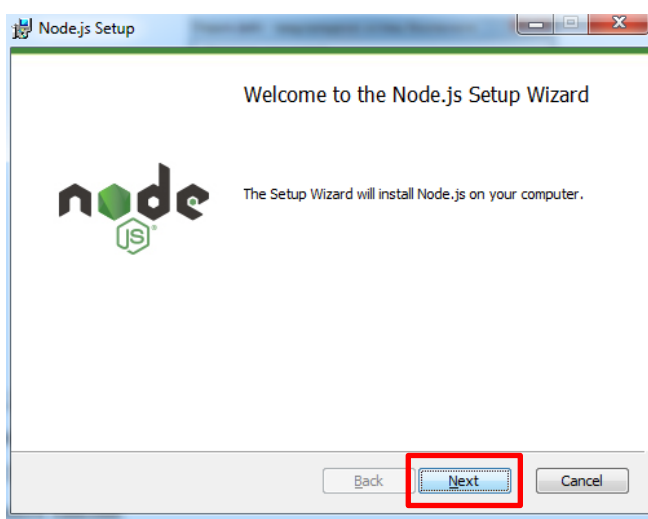 Node.js Setup
Welcome to the Node.js Setup Wizard
node
JS
The Setup Wizard will install Node.js on your computer.
Back
Next
Cancel